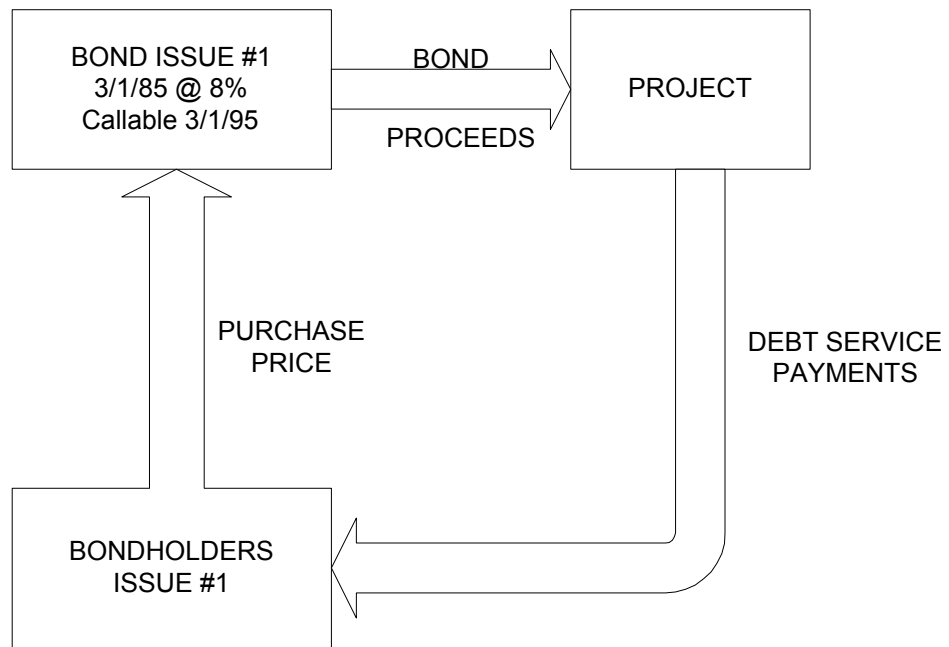 BOND ISSUE #1
3/1/85 @ 8%
Callable 3/1/95
BOND
PROCEEDS
PROJECT
PURCHASE
PRICE
DEBT SERVICE
PAYMENTS
BONDHOLDERS
ISSUE #1